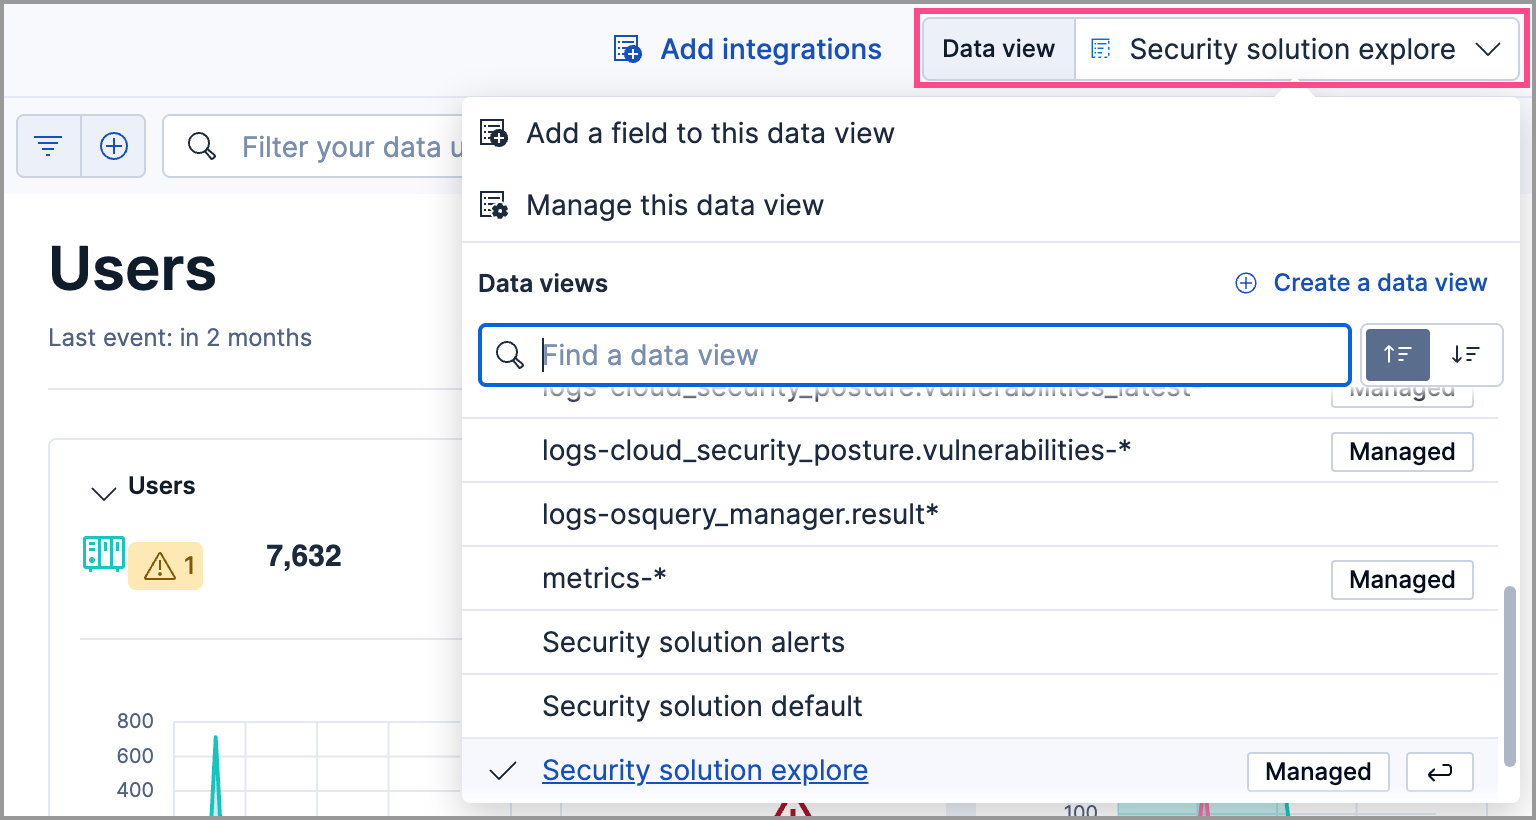 Add integrations
Data view
Security solution explore
Filter your data u
Add a field to this data view
Manage this data view
Users
Last event: in 2 months
Data views
Create a data view
Find a data view
logs-cloud_security_posture.vulnerabilities_latest
Managed
logs-cloud_security_posture.vulnerabilities-*
Managed
logs-osquery_manager.result*
metrics-*
Managed
Security solution alerts
Security solution default
Security solution explore
Managed
Users
1
7,632
800
600
400
100